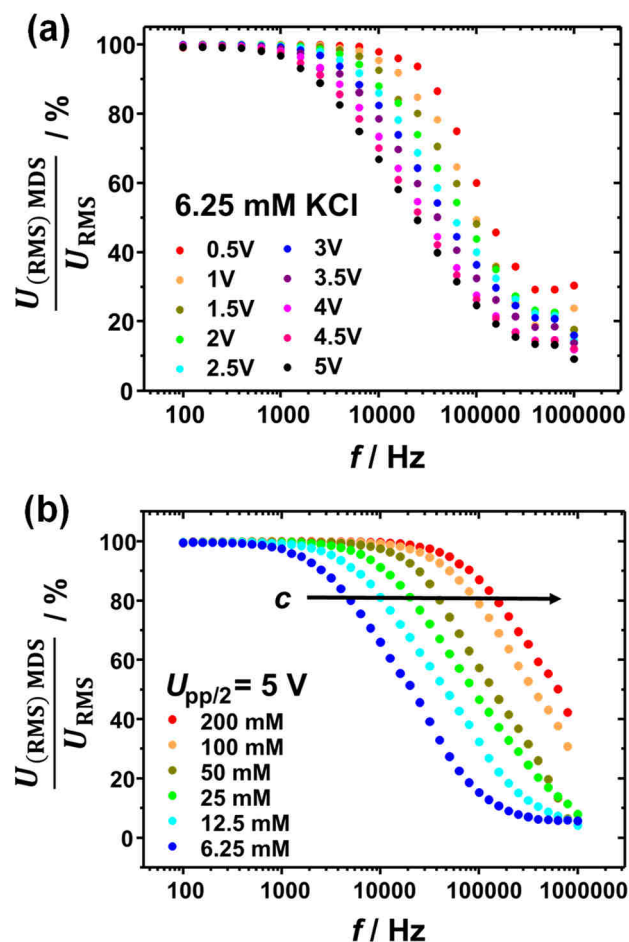 (a)
U(RMS) MDS / URMS / %
100
80
60
40
20
0
6.25 mM KCl
0.5V 3V
1V 3.5V
1.5V 4V
2V 4.5V
2.5V 5V
100 1000 10000 100000 1000000
f / Hz
(b)
U(RMS) MDS / URMS / %
100
80
60
40
20
0
c
Upp/2 = 5 V
200 mM
100 mM
50 mM
25 mM
12.5 mM
6.25 mM
100 1000 10000 100000 1000000
f / Hz